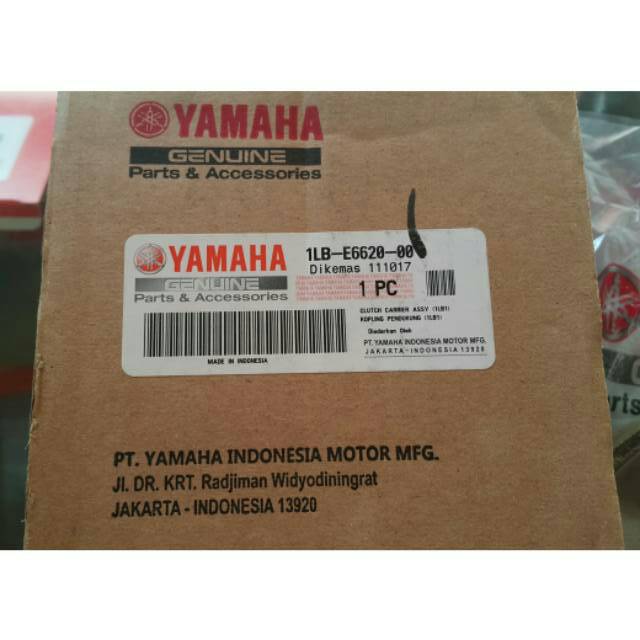 YAMAHA
GENUINE
Parts & Accessories
YAMAHA
GENUINE
Parts & Accessories
1LB-E6620-00
Dikemas 111017
1 PC
CLUTCH CARRIER ASSY (1LB1)
KOPLING PENDUKUNG (1LB1)
Diedarkan Oleh
PT. YAMAHA INDONESIA MOTOR MFG.
JAKARTA-INDONESIA 13920
MADE IN INDONESIA
PT. YAMAHA INDONESIA MOTOR MFG.
Jl. DR. KRT. Radjiman Widyodiningrat
JAKARTA - INDONESIA 13920